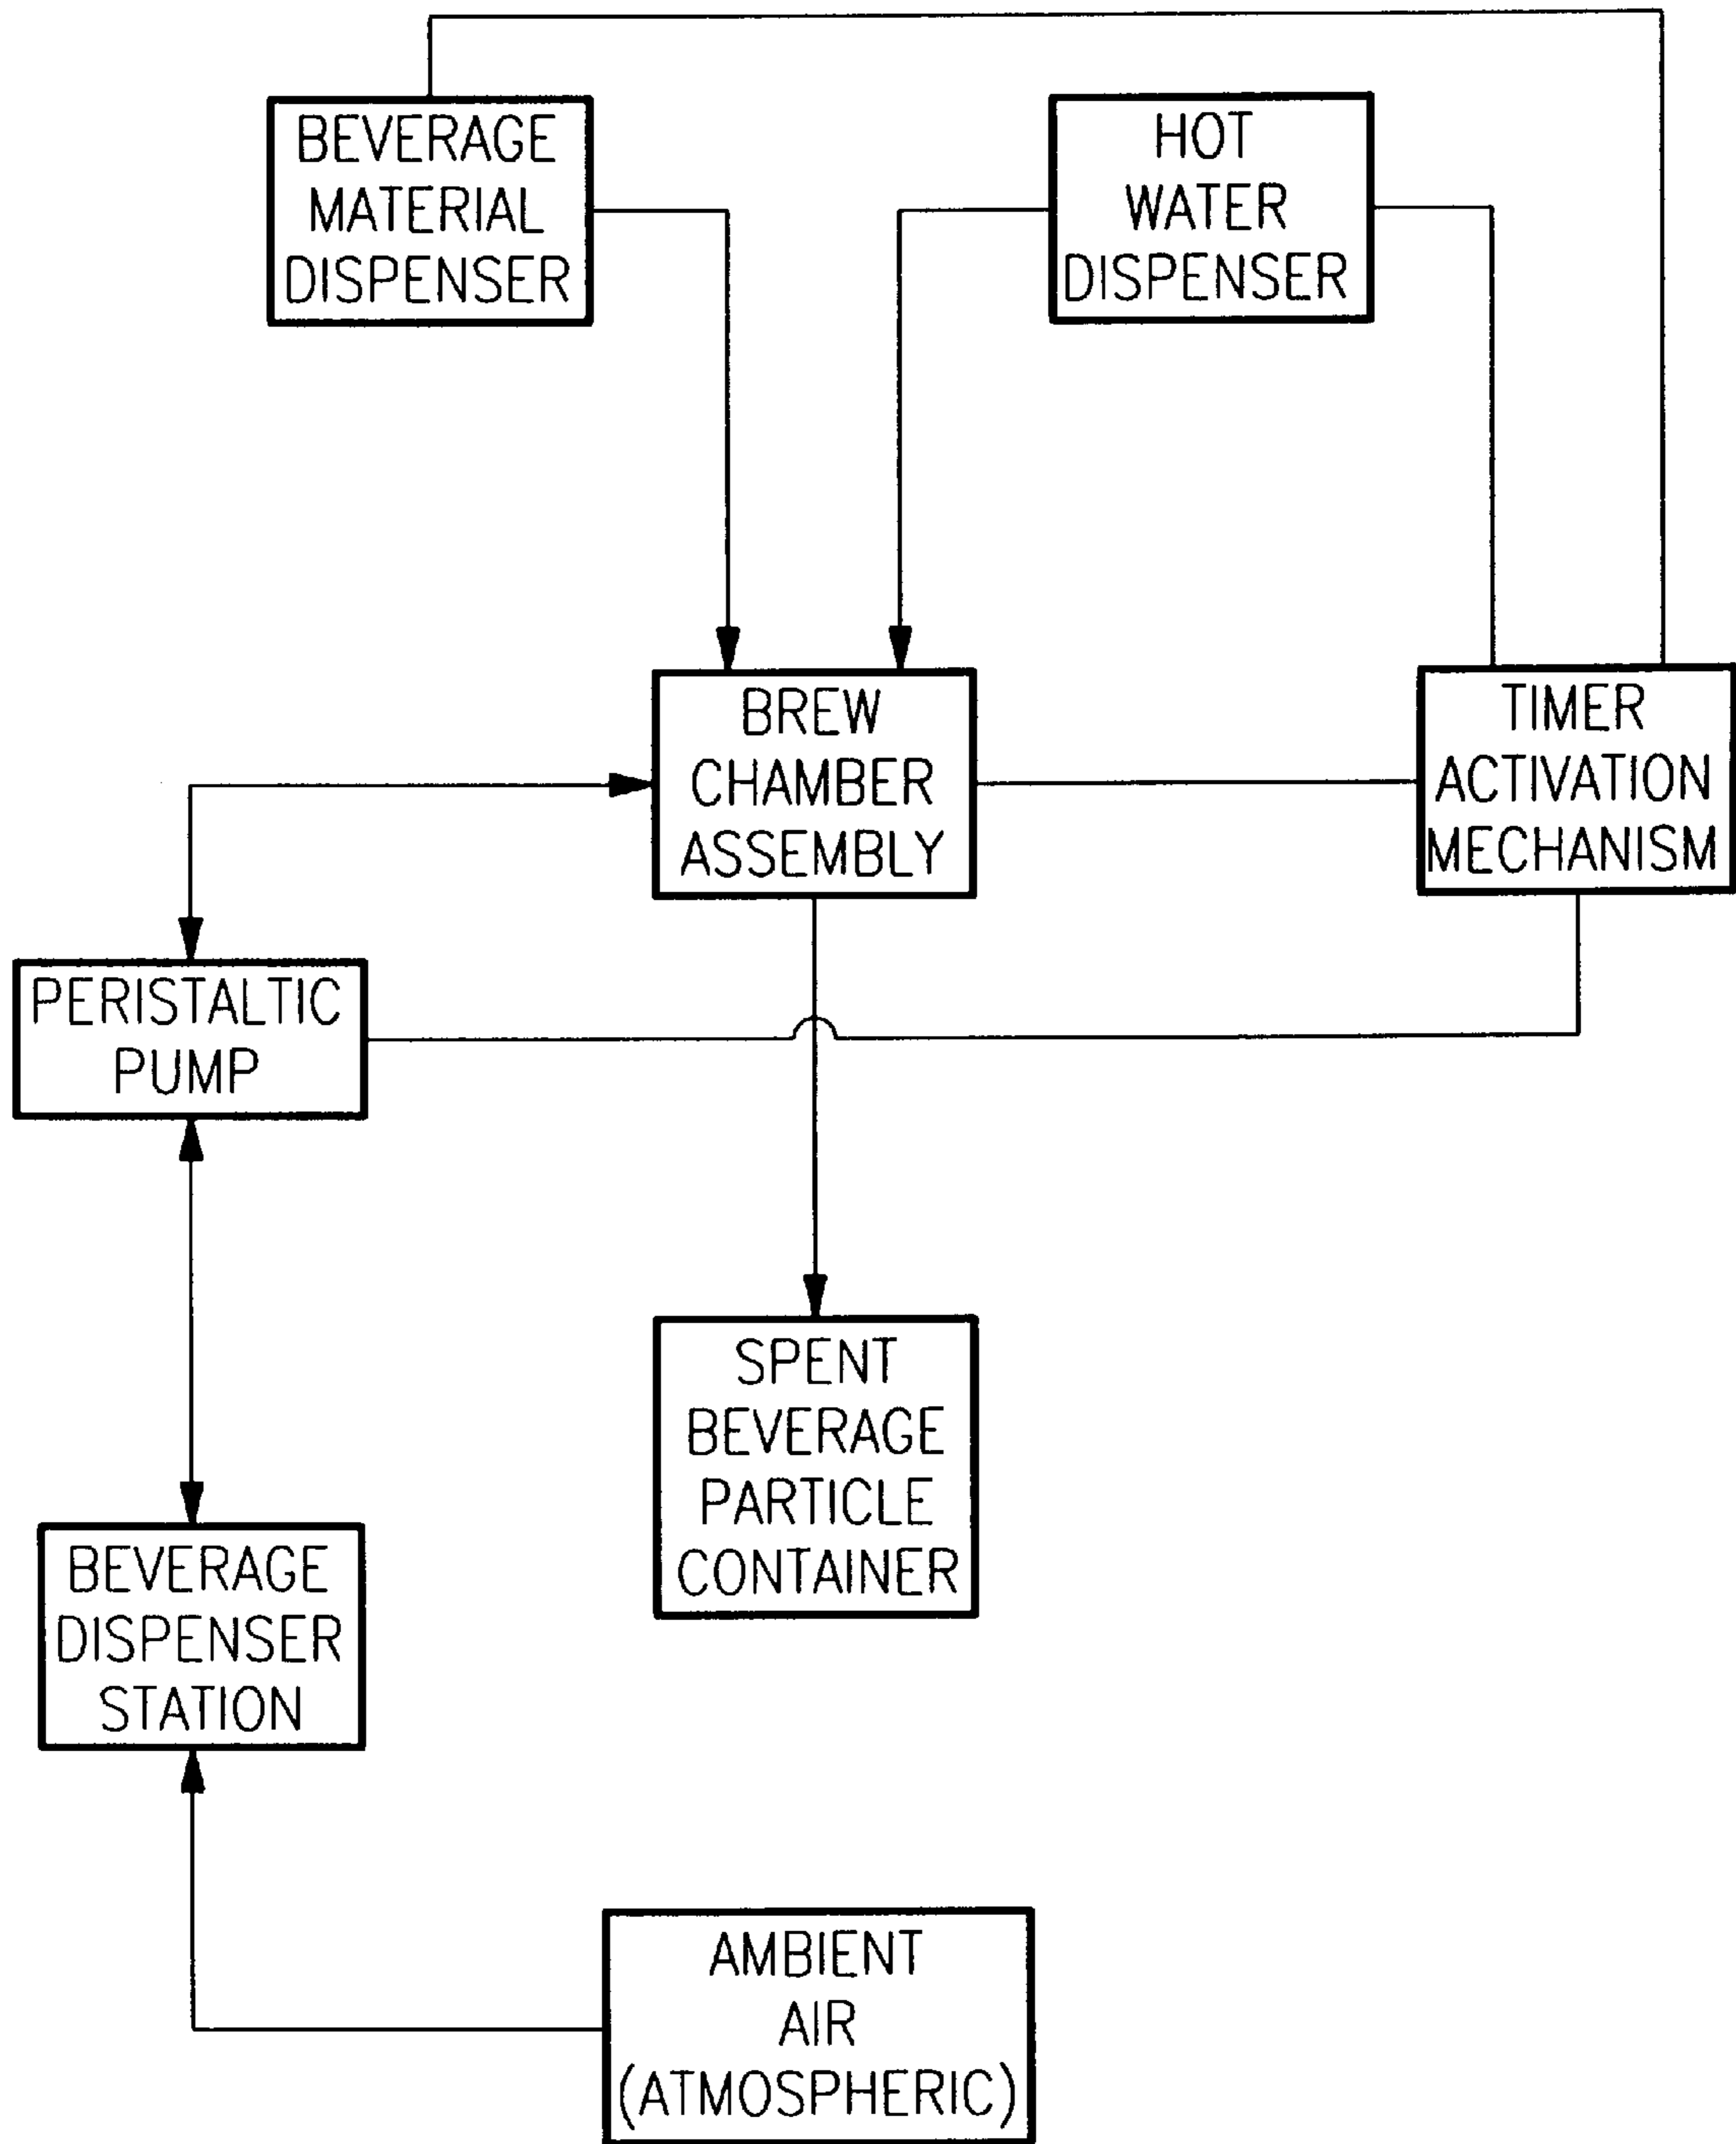 BEVERAGE
MATERIAL
DISPENSER
HOT
WATER
DISPENSER
BREW
CHAMBER
ASSEMBLY
TIMER
ACTIVATION
MECHANISM
PERISTALTIC
PUMP
SPENT
BEVERAGE
PARTICLE
CONTAINER
BEVERAGE
DISPENSER
STATION
AMBIENT
AIR
(ATMOSPHERIC)